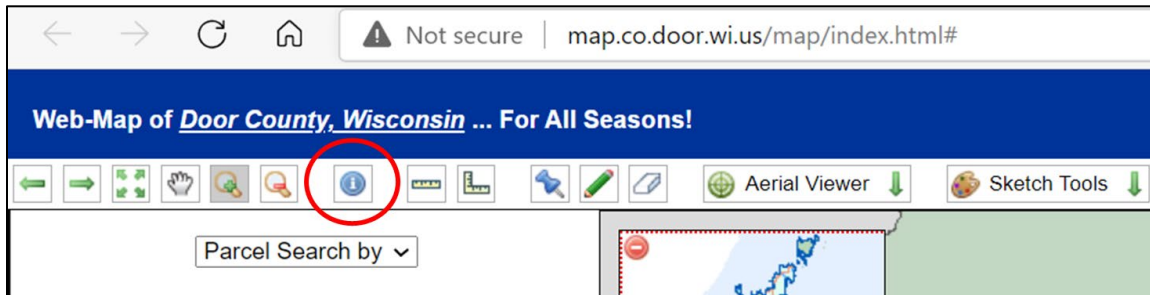 Not secure | map.co.door.wi.us/map/index.html#
Web-Map of Door County, Wisconsin ... For All Seasons!
Aerial Viewer Sketch Tools
Parcel Search by